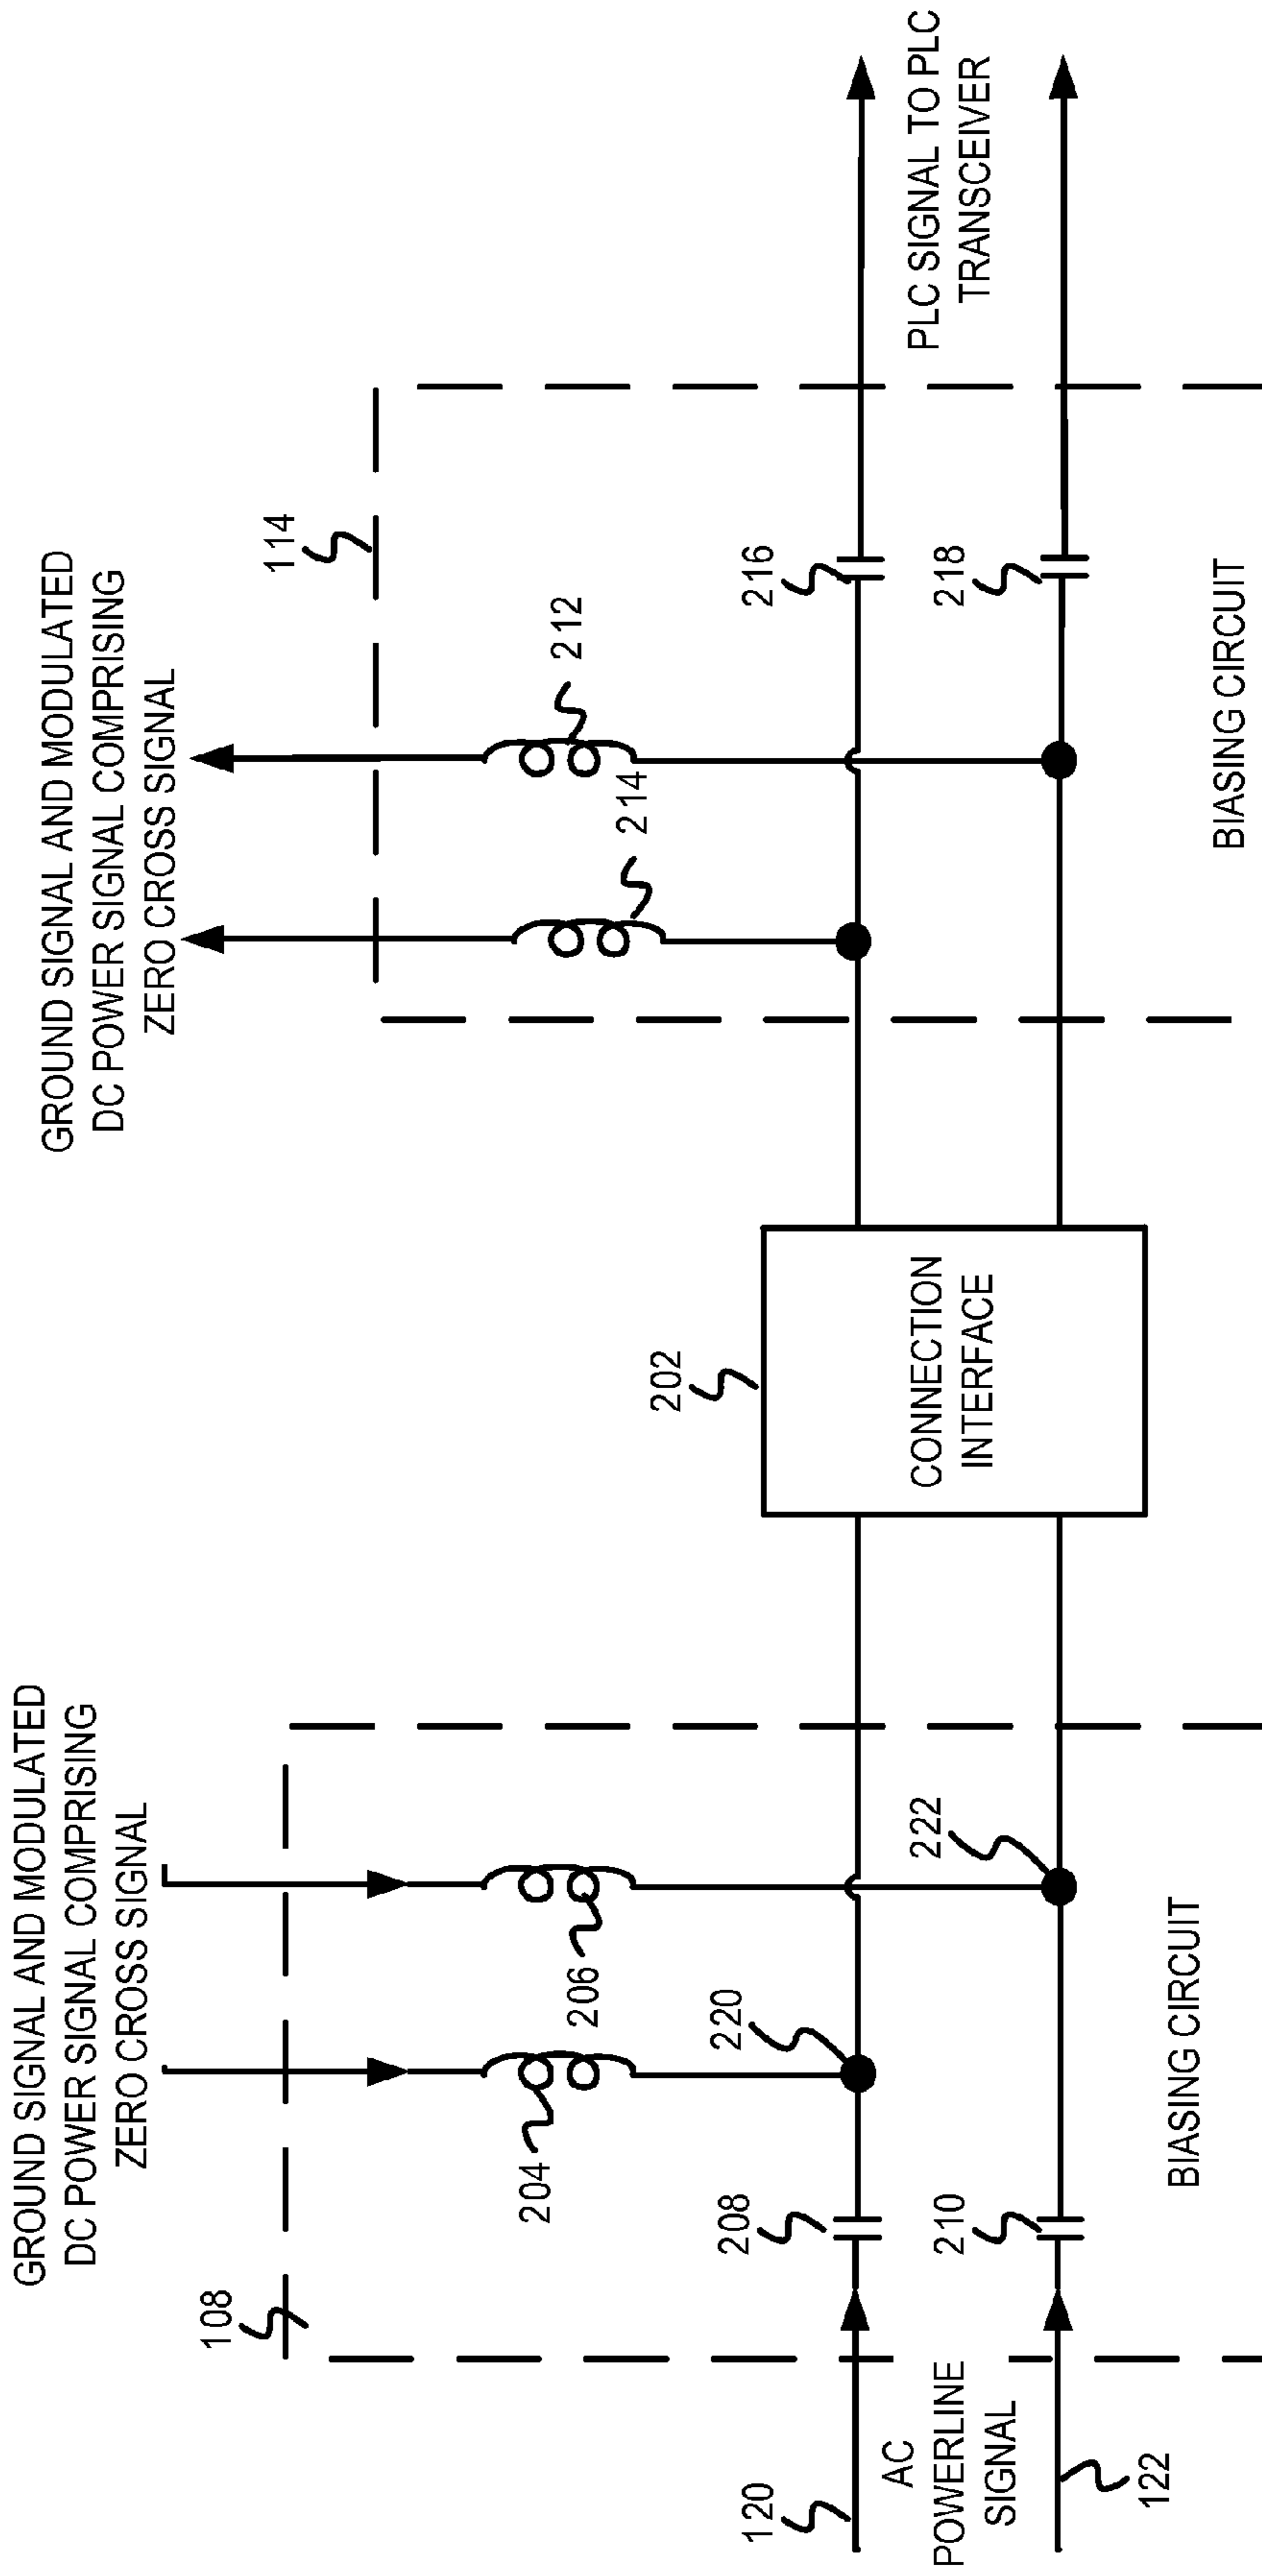 GROUND SIGNAL AND MODULATED
DC POWER SIGNAL COMPRISING
ZERO CROSS SIGNAL
108
204
206
220
222
208
210
120
AC
POWERLINE
SIGNAL
122
BIASING CIRCUIT
202
CONNECTION
INTERFACE
GROUND SIGNAL AND MODULATED
DC POWER SIGNAL COMPRISING
ZERO CROSS SIGNAL
114
212
214
216
218
BIASING CIRCUIT
PLC SIGNAL TO PLC
TRANSCEIVER